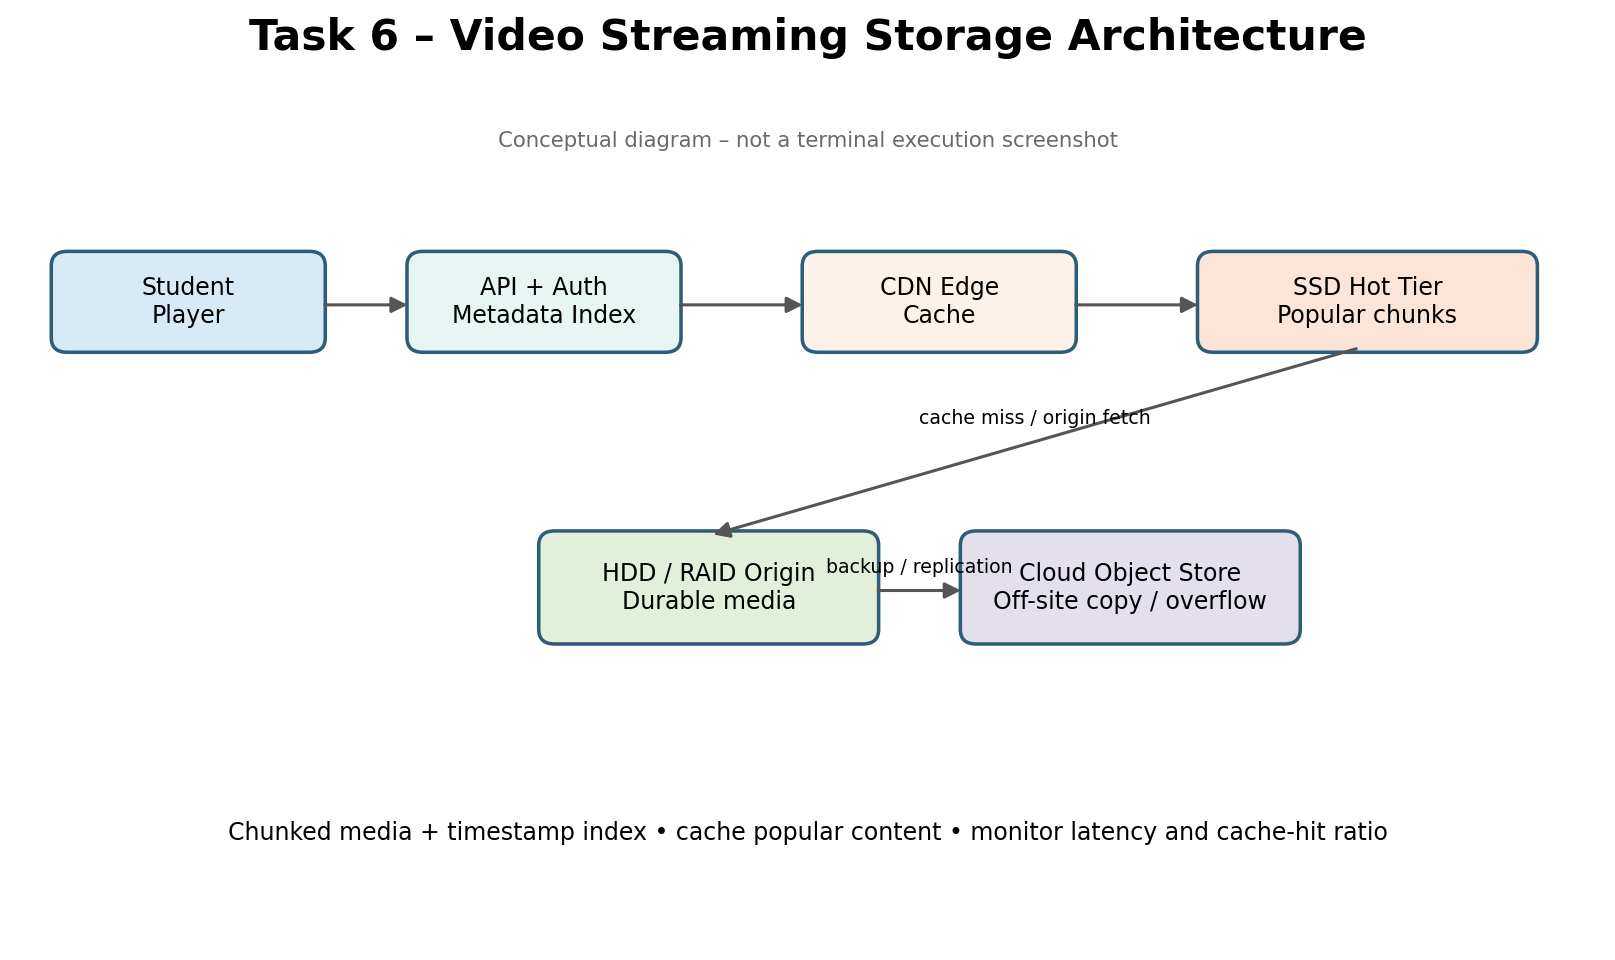 Task 6 – Video Streaming Storage Architecture
Conceptual diagram – not a terminal execution screenshot
Student
Player
API + Auth
Metadata Index
CDN Edge
Cache
SSD Hot Tier
Popular chunks
cache miss / origin fetch
HDD / RAID Origin
Durable media
backup / replication
Cloud Object Store
Off-site copy / overflow
Chunked media + timestamp index • cache popular content • monitor latency and cache-hit ratio